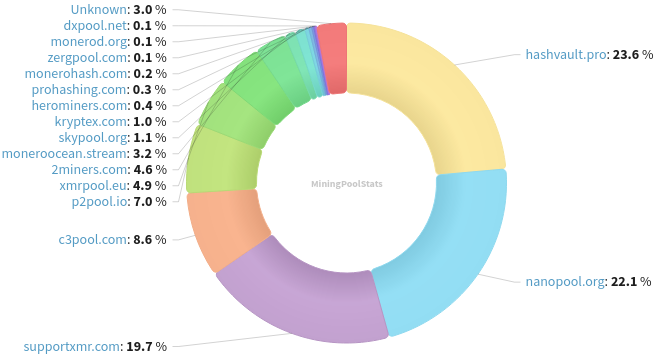 Unknown: 3.0 %
dxpool.net: 0.1 %
monerod.org: 0.1 %
zergpool.com: 0.1 %
monerohash.com: 0.2 %
prohashing.com: 0.3 %
herominers.com: 0.4 %
kryptex.com: 1.0 %
skypool.org: 1.1 %
moneroocean.stream: 3.2 %
2miners.com: 4.6 %
xmrpool.eu: 4.9 %
p2pool.io: 7.0 %
c3pool.com: 8.6 %
supportxmr.com: 19.7 %
MiningPoolStats
hashvault.pro: 23.6 %
nanopool.org: 22.1 %